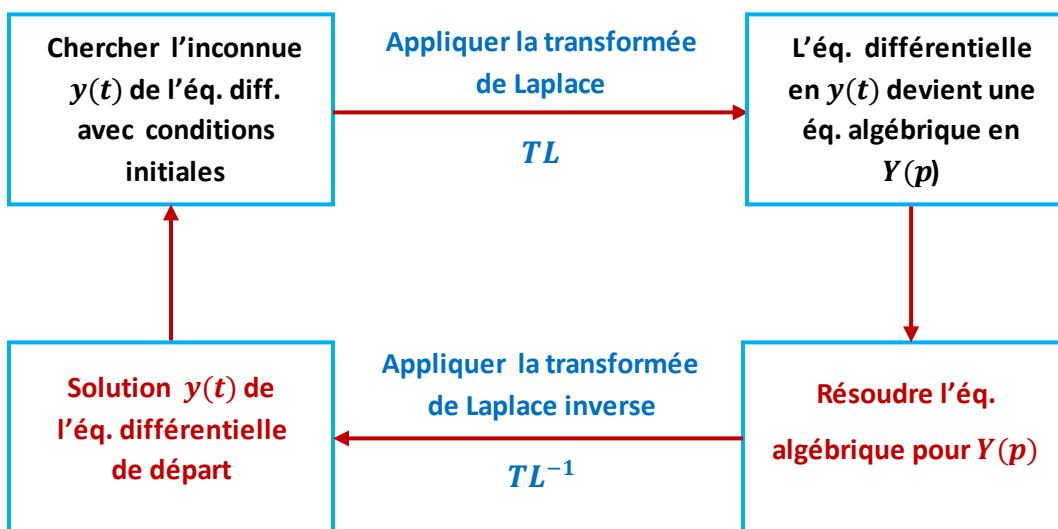 Chercher l'inconnue
y(t) de l'éq. diff.
avec conditions
initiales
Appliquer la transformée
de Laplace
TL
L'éq. différentielle
en y(t) devient une
éq. algébrique en
Y(p)
Solution y(t) de
l'éq. différentielle
de départ
Appliquer la transformée
de Laplace inverse
TL⁻¹
Résoudre l'éq.
algébrique pour Y(p)